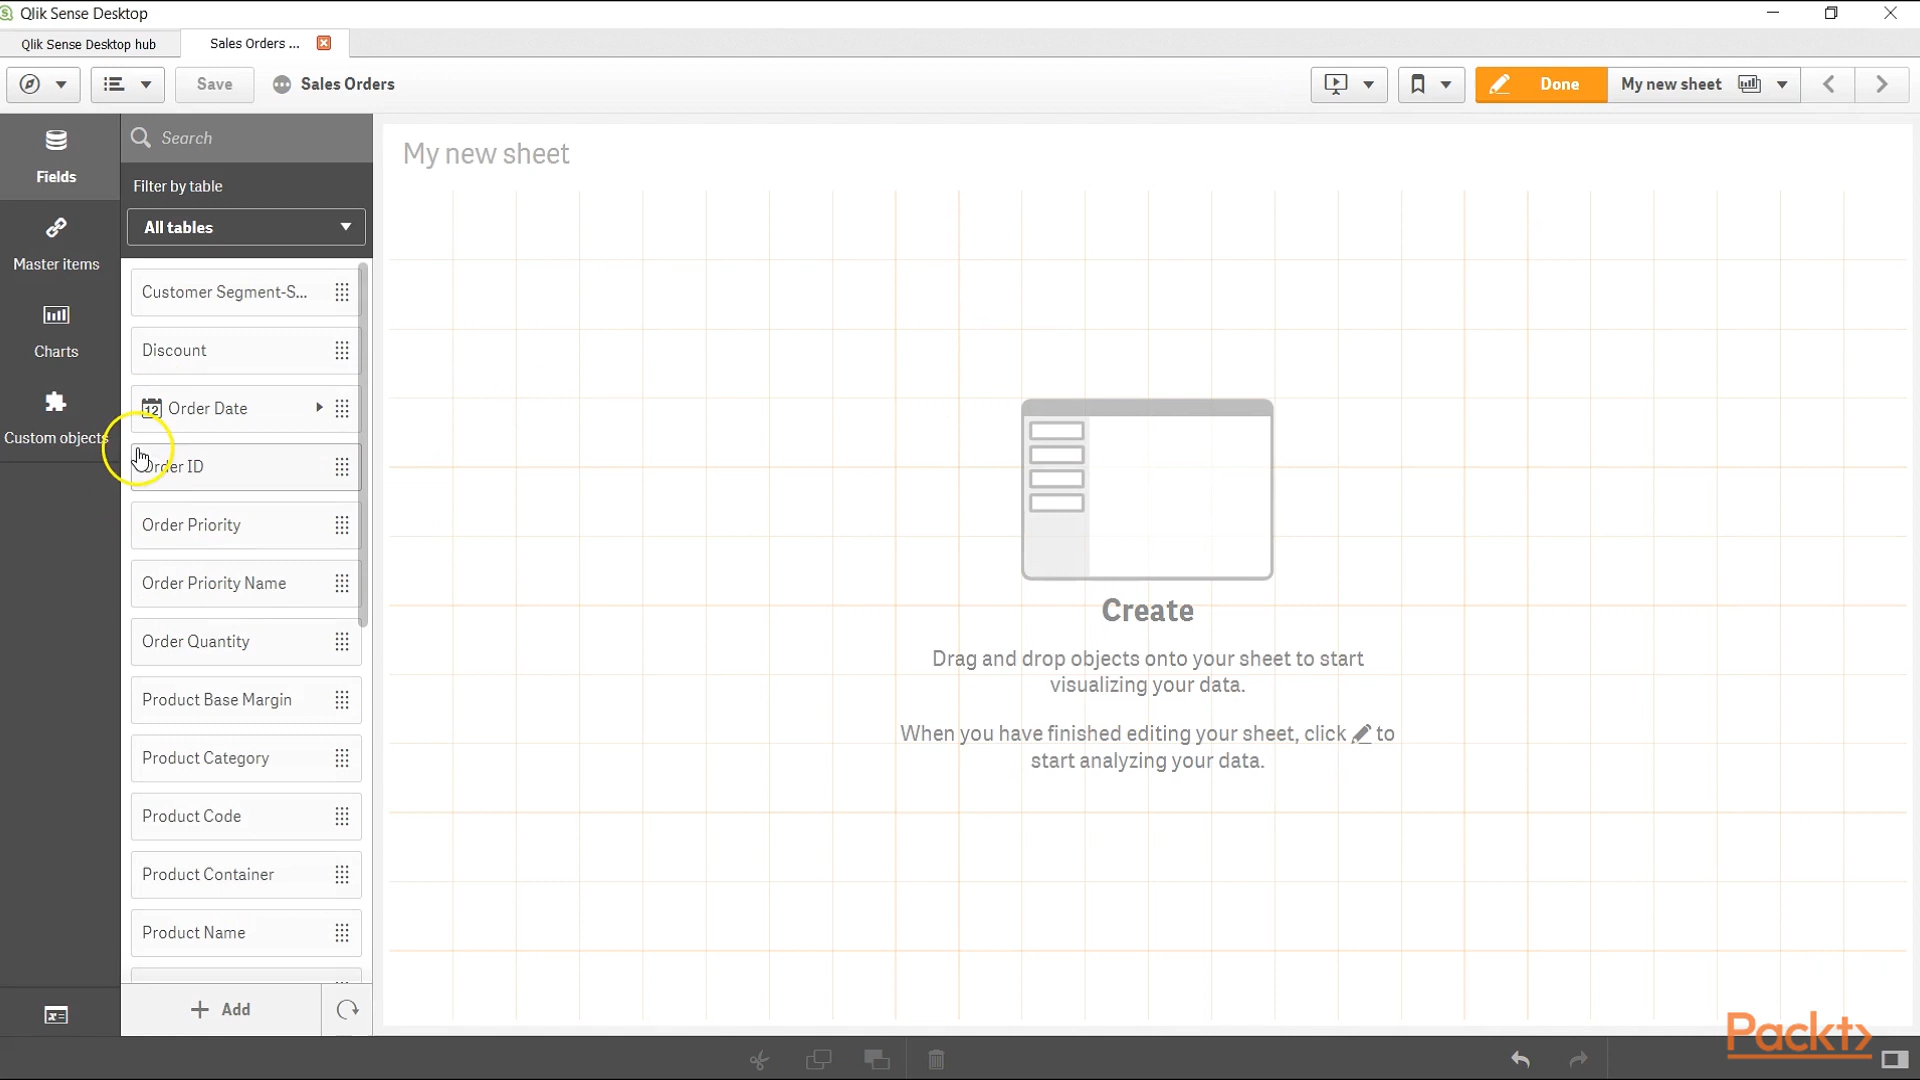 Qlik Sense Desktop
Qlik Sense Desktop hub
Sales Orders ...
Save
Sales Orders
Done
My new sheet
Fields
Master items
Charts
Custom objects
Search
Filter by table
All tables
Customer Segment-S...
Discount
12 Order Date
Order ID
Order Priority
Order Priority Name
Order Quantity
Product Base Margin
Product Category
Product Code
Product Container
Product Name
Add
My new sheet
Create
Drag and drop objects onto your sheet to start
visualizing your data.
When you have finished editing your sheet, click to
start analyzing your data.
Packt